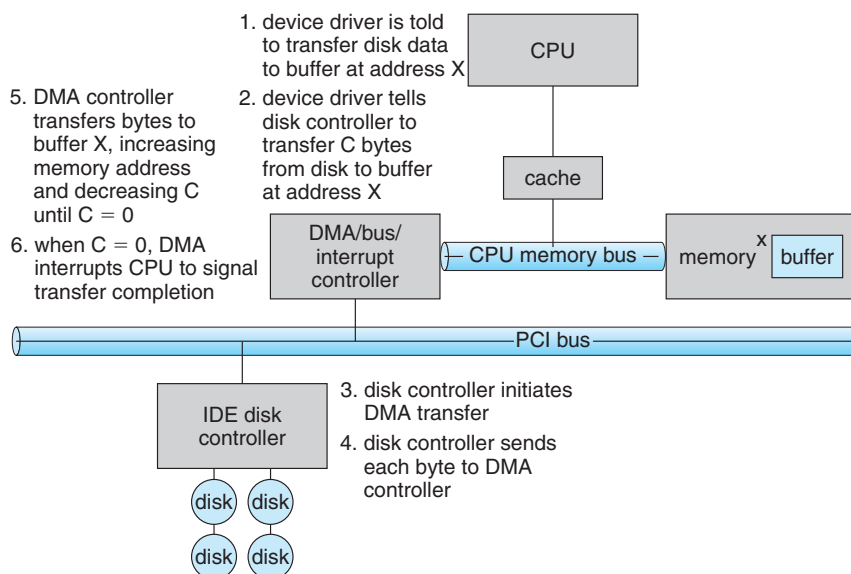 1. device driver is told
to transfer disk data
to buffer at address X
2. device driver tells
disk controller to
transfer C bytes
from disk to buffer
at address X
CPU
5. DMA controller
transfers bytes to
buffer X, increasing
memory address
and decreasing C
until C = 0
6. when C = 0, DMA
interrupts CPU to signal
transfer completion
cache
DMA/bus/
interrupt
controller
CPU memory bus
memory
x
buffer
PCI bus
IDE disk
controller
3. disk controller initiates
DMA transfer
4. disk controller sends
each byte to DMA
controller
disk
disk
disk
disk